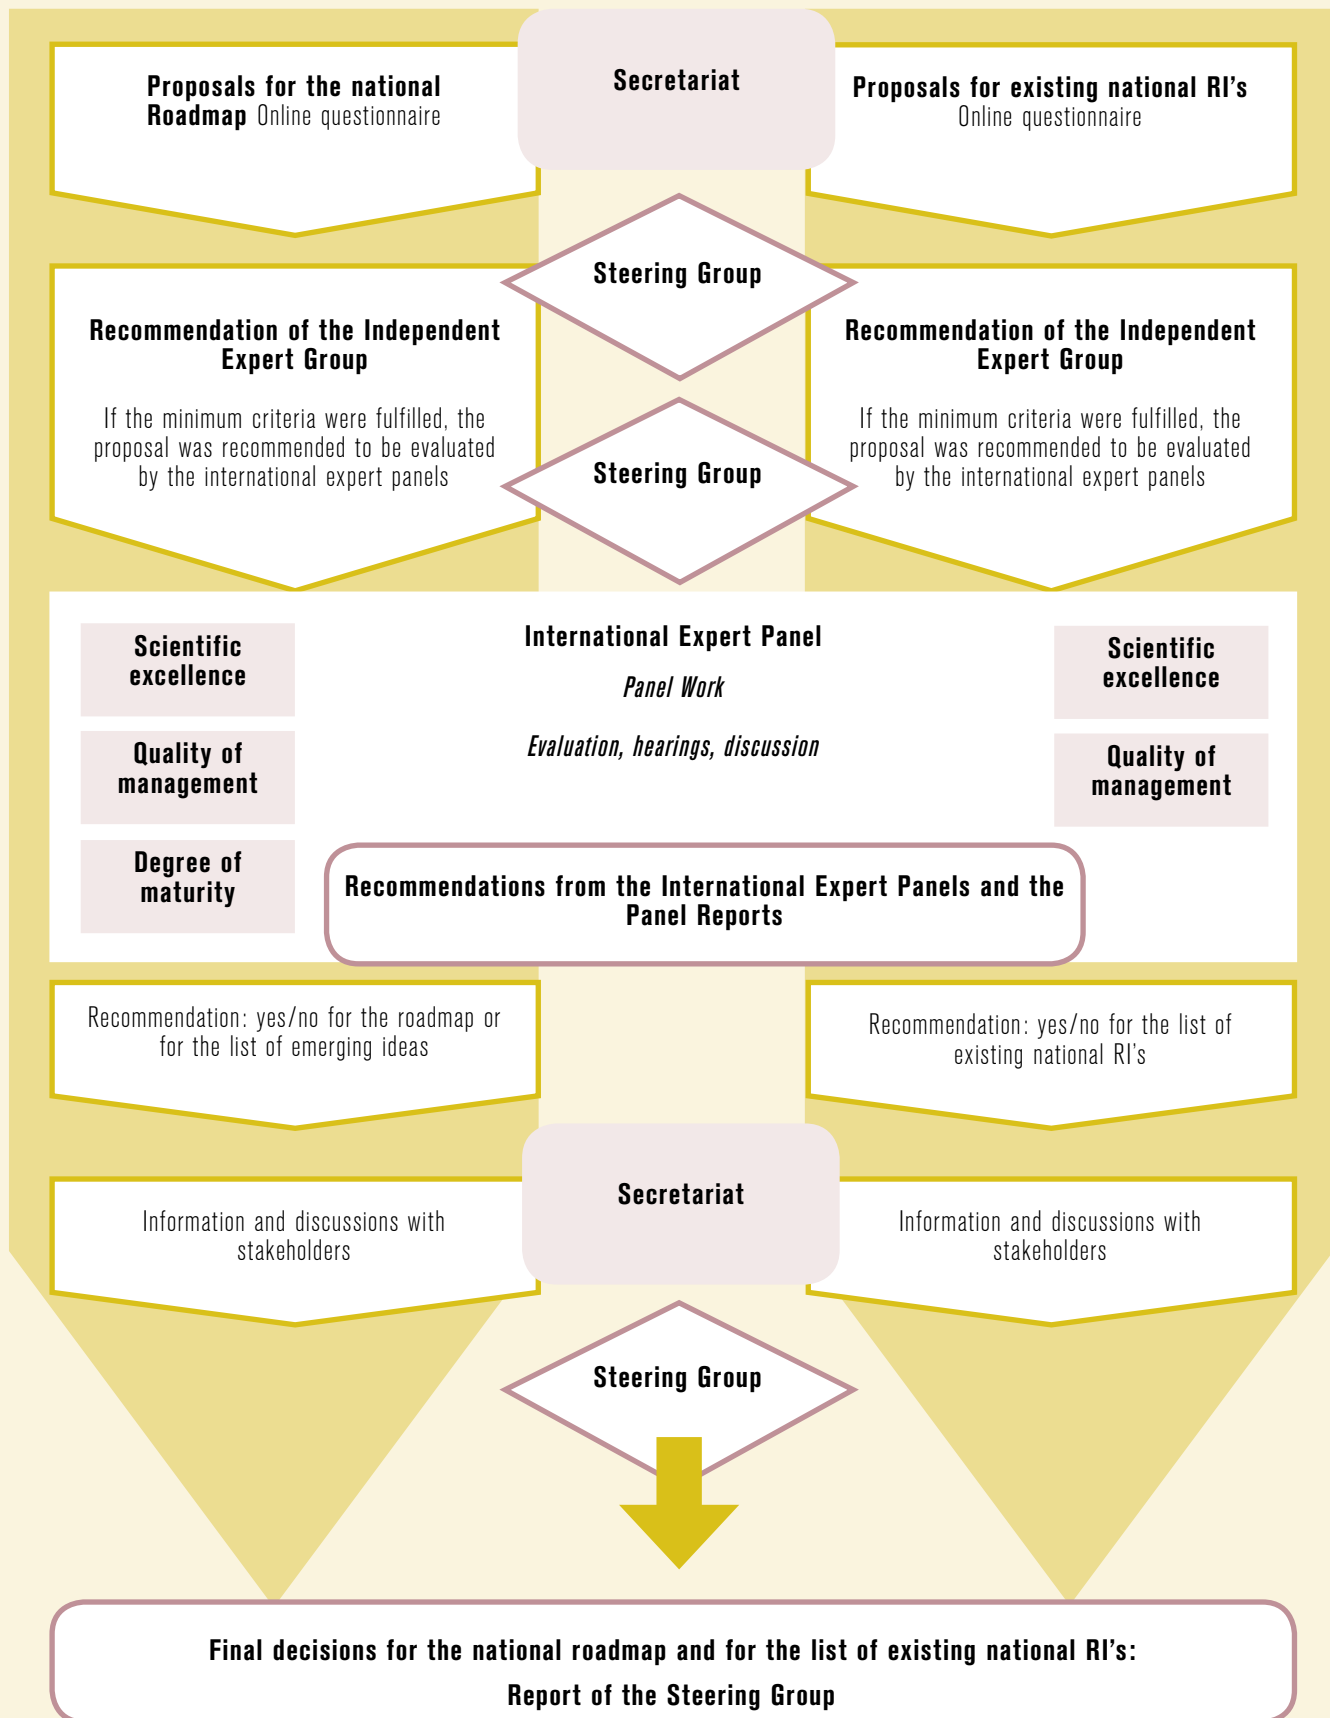 Proposals for the national
Roadmap Online questionnaire
Secretariat
Proposals for existing national RI's
Online questionnaire
Steering Group
Recommendation of the Independent
Expert Group
If the minimum criteria were fulfilled, the
proposal was recommended to be evaluated
by the international expert panels
Steering Group
Recommendation of the Independent
Expert Group
If the minimum criteria were fulfilled, the
proposal was recommended to be evaluated
by the international expert panels
Scientific
excellence
Quality of
management
Degree of
maturity
International Expert Panel
Panel Work
Evaluation, hearings, discussion
Scientific
excellence
Quality of
management
Recommendations from the International Expert Panels and the
Panel Reports
Recommendation: yes/no for the roadmap or
for the list of emerging ideas
Recommendation: yes/no for the list of
existing national RI's
Secretariat
Information and discussions with
stakeholders
Information and discussions with
stakeholders
Steering Group
Final decisions for the national roadmap and for the list of existing national RI's:
Report of the Steering Group